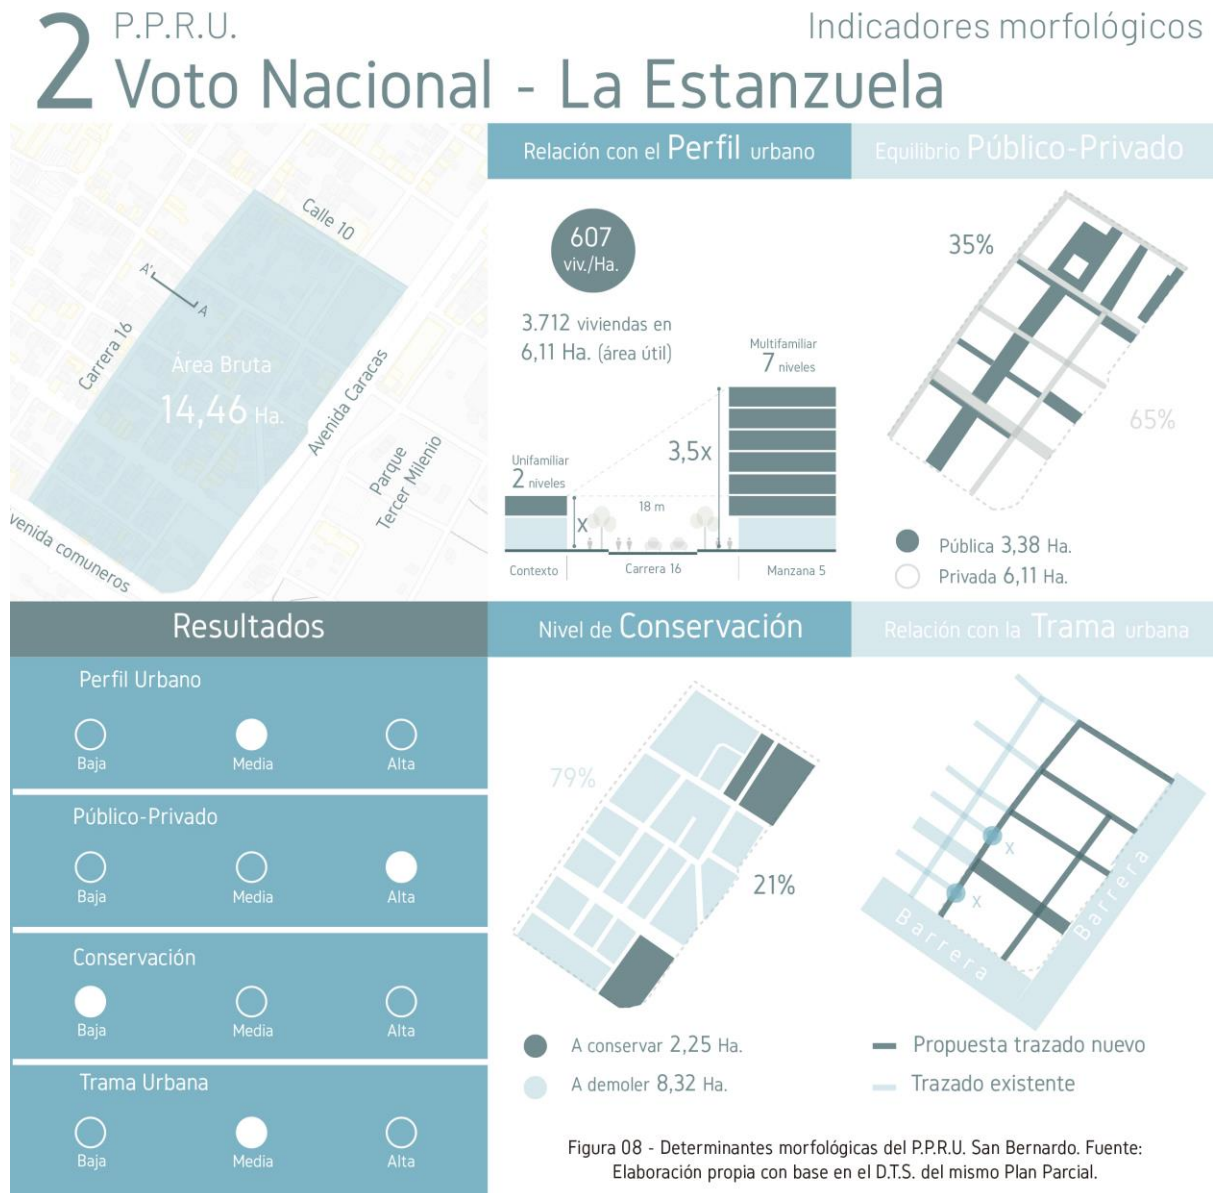 2
P.P.R.U.
Indicadores morfológicos
Voto Nacional - La Estanzuela
Calle 10
A'
A
Carrera 16
Área Bruta
14,46 Ha.
Avenida Caracas
Parque
Tercer Milenio
venida comuneros
Relación con el Perfil urbano
607
viv./Ha.
3.712 viviendas en
6,11 Ha. (área útil)
Multifamiliar
7 niveles
3,5x
Unifamiliar
2 niveles
18 m
X
Contexto
Carrera 16
Manzana 5
Equilibrio Público-Privado
35%
65%
Pública 3,38 Ha.
Privada 6,11 Ha.
Resultados
Perfil Urbano
Baja
Media
Alta
Público-Privado
Baja
Media
Alta
Conservación
Baja
Media
Alta
Trama Urbana
Baja
Media
Alta
Nivel de Conservación
79%
21%
A conservar 2,25 Ha.
A demoler 8,32 Ha.
Relación con la Trama urbana
x
x
Barrera
Barrera
Propuesta trazado nuevo
Trazado existente
Figura 08 - Determinantes morfológicas del P.P.R.U. San Bernardo. Fuente:
Elaboración propia con base en el D.T.S. del mismo Plan Parcial.